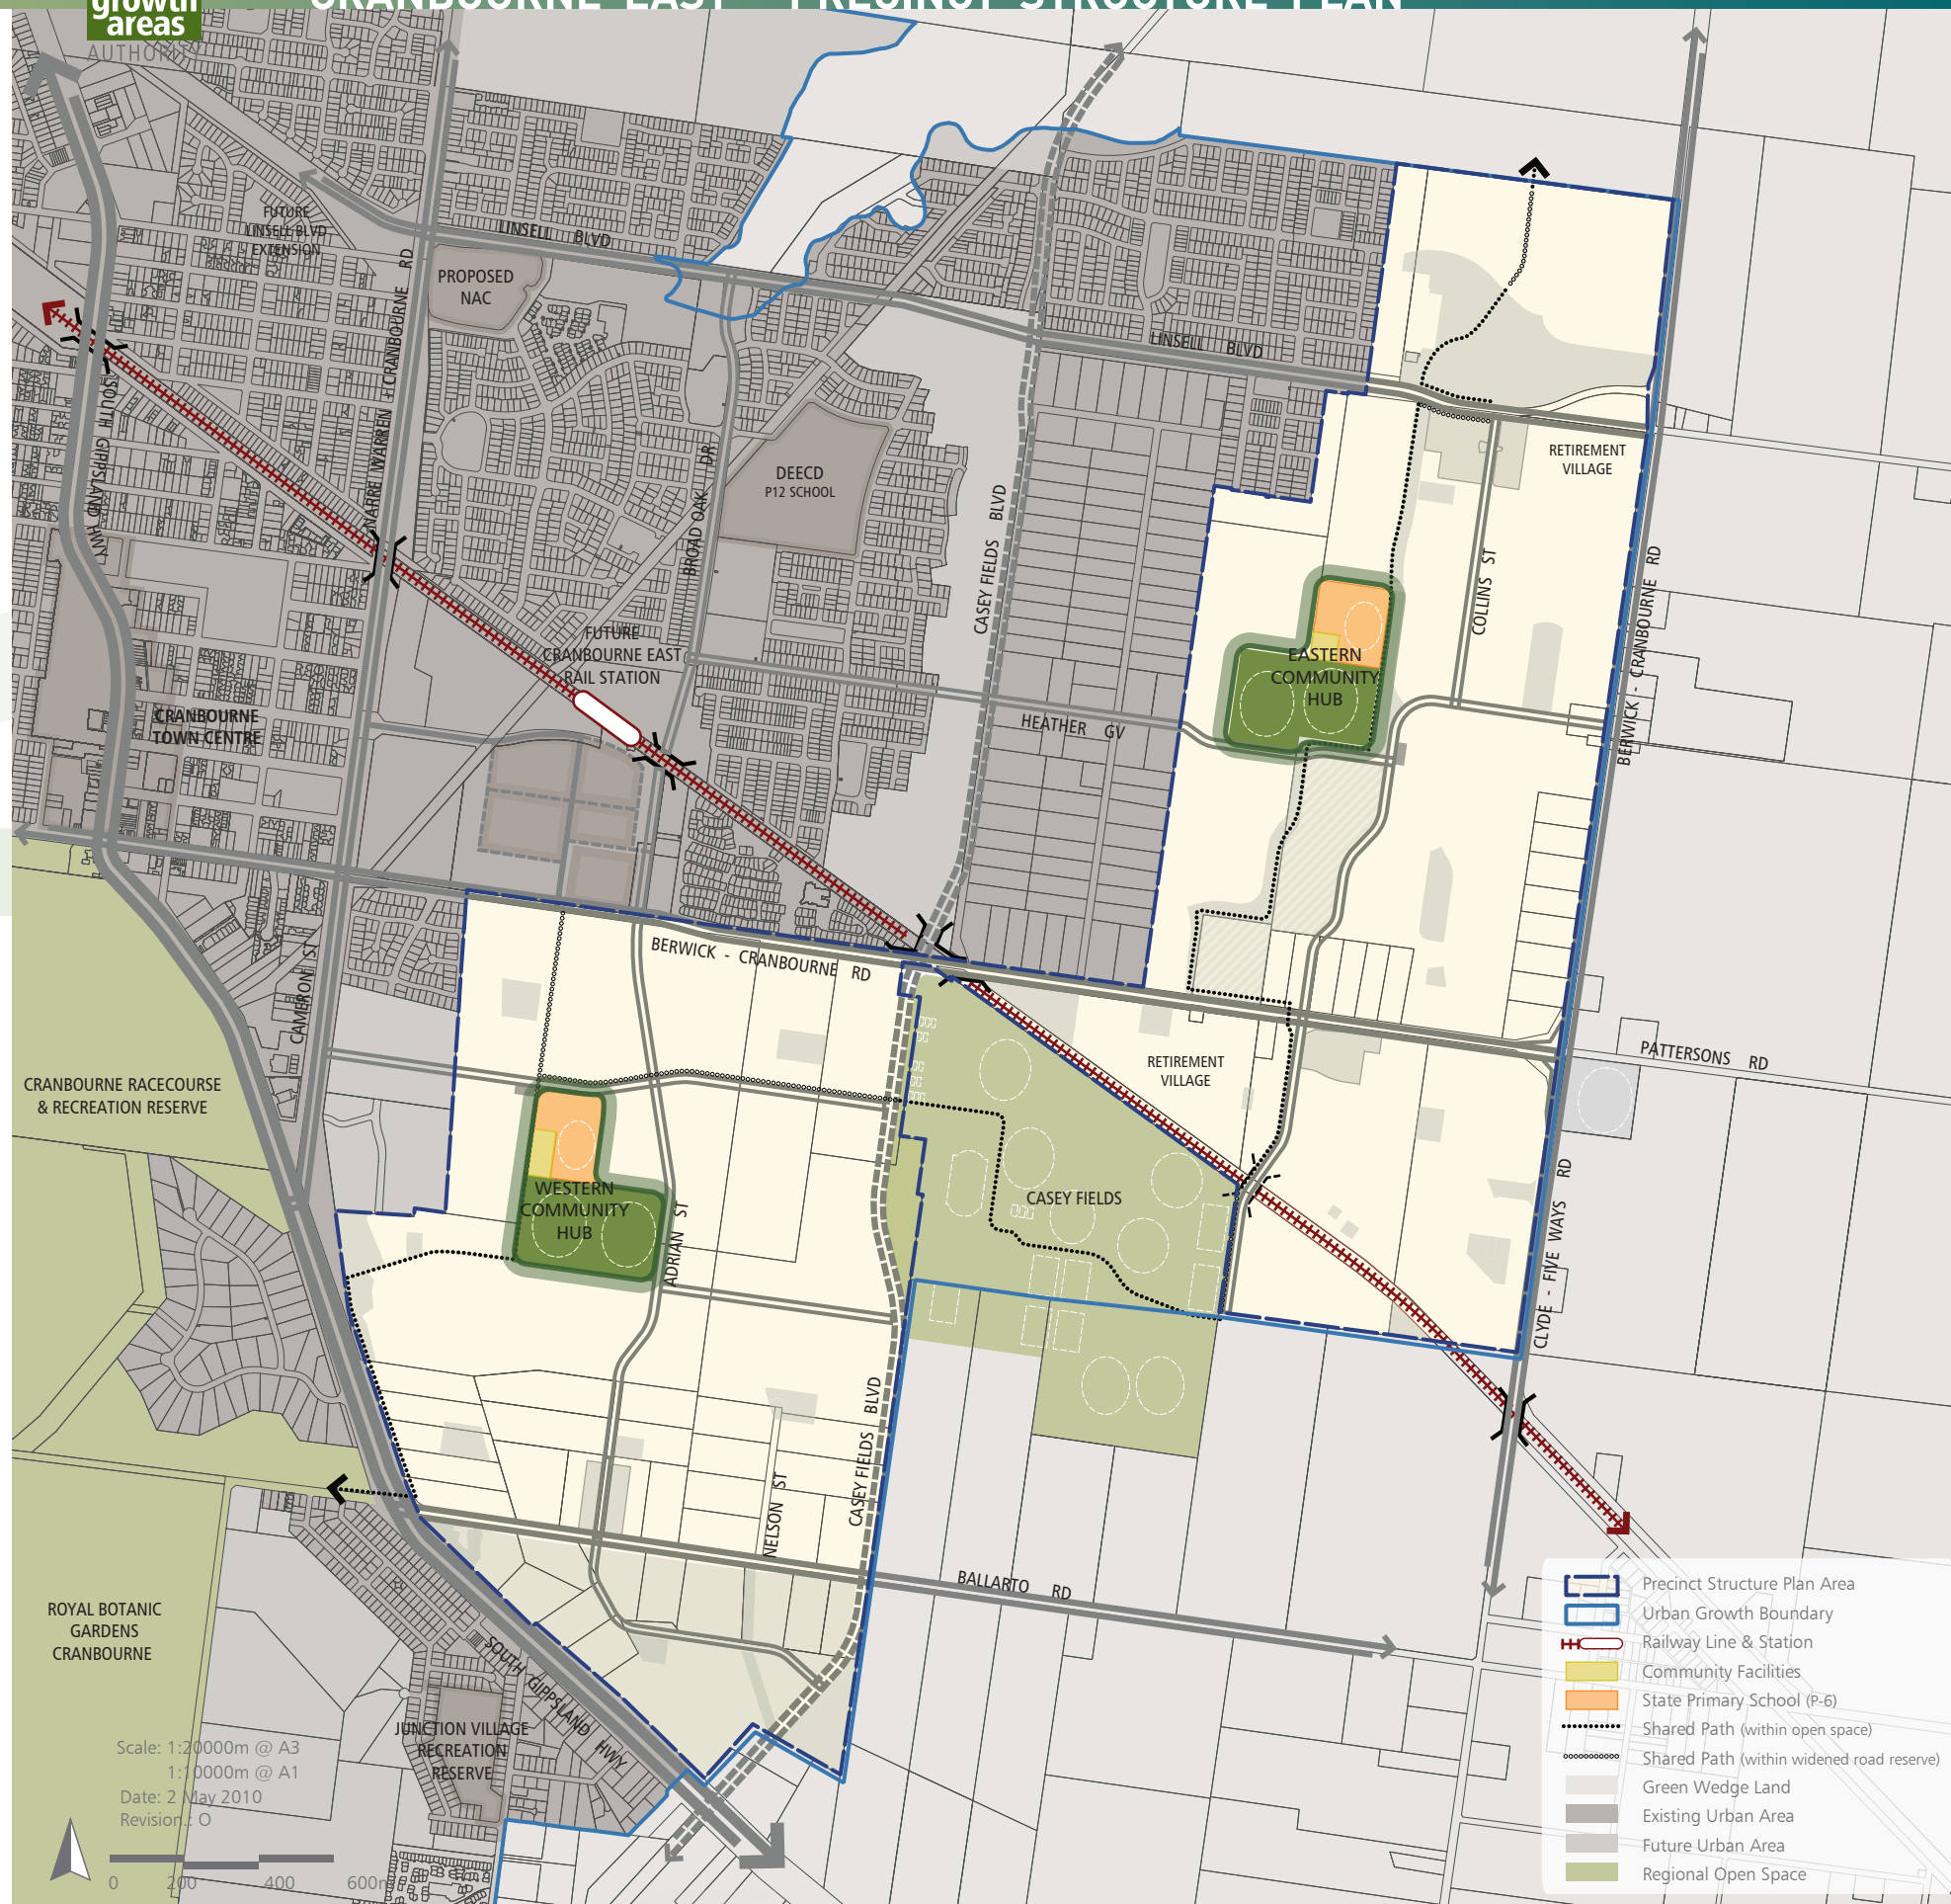 growth
areas
AUTHORITY
CRANBOURNE EAST PRECINCT STRUCTURE PLAN
FUTURE
LINSELL BLVD
EXTENSION
LINSELL BLVD
PROPOSED
NAC
NARRE WARREN - CRANBOURNE RD
SOUTH GIPPSLAND HWY
LINSELL BLVD
DEECD
P12 SCHOOL
BROAD OAK DR
CASEY FIELDS BLVD
RETIREMENT
VILLAGE
COLLINS ST
BERWICK - CRANBOURNE RD
FUTURE
CRANBOURNE EAST
RAIL STATION
EASTERN
COMMUNITY
HUB
HEATHER GV
CRANBOURNE
TOWN CENTRE
BERWICK - CRANBOURNE RD
CAMERON ST
CRANBOURNE RACECOURSE
& RECREATION RESERVE
RETIREMENT
VILLAGE
PATTERSONS RD
WESTERN
COMMUNITY
HUB
ADRIAN ST
CASEY FIELDS
CLYDE - FIVE WAYS RD
CASEY FIELDS BLVD
NELSON ST
BALLARTO RD
ROYAL BOTANIC
GARDENS
CRANBOURNE
SOUTH GIPPSLAND HWY
JUNCTION VILLAGE
RECREATION
RESERVE
Scale: 1:20000m @ A3
1:10000m @ A1
Date: 2 May 2010
Revision.: O
0 200 400 600m
Precinct Structure Plan Area
Urban Growth Boundary
Railway Line & Station
Community Facilities
State Primary School (P-6)
Shared Path (within open space)
Shared Path (within widened road reserve)
Green Wedge Land
Existing Urban Area
Future Urban Area
Regional Open Space